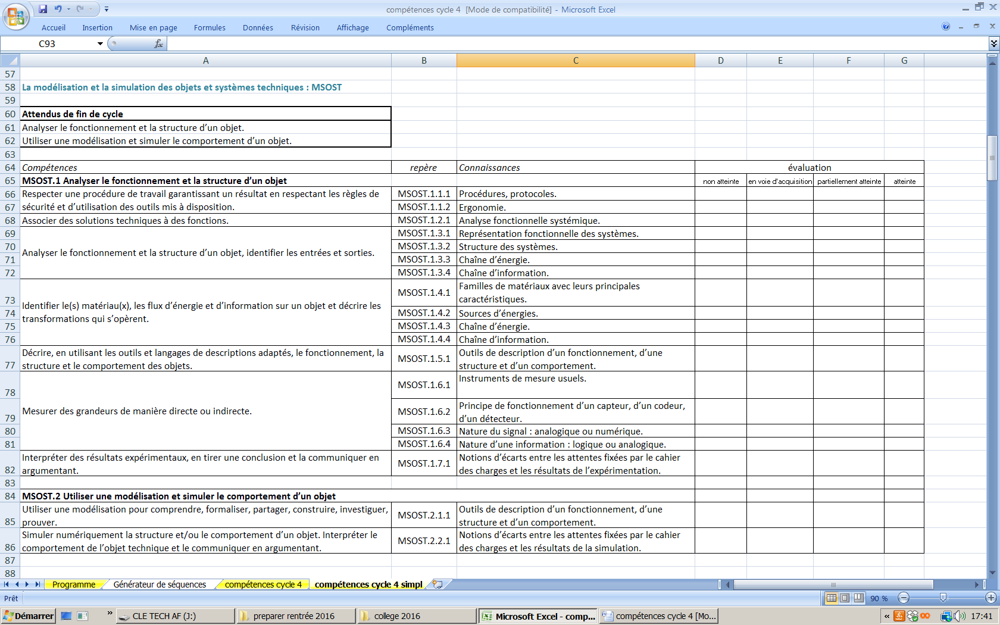 compétences cycle 4 [Mode de compatibilité] - Microsoft Excel
Accueil Insertion Mise en page Formules Données Révision Affichage Compléments
C93 fx
A B C D E F G
57
58 La modélisation et la simulation des objets et systèmes techniques : MSOST
59
60 Attendus de fin de cycle
61 Analyser le fonctionnement et la structure d’un objet.
62 Utiliser une modélisation et simuler le comportement d’un objet.
63
64 Compétences repère Connaissances évaluation
65 MSOST.1 Analyser le fonctionnement et la structure d’un objet non atteinte en voie d'acquisition partiellement atteinte atteinte
66 Respecter une procédure de travail garantissant un résultat en respectant les règles de MSOST.1.1.1 Procédures, protocoles.
67 sécurité et d’utilisation des outils mis à disposition. MSOST.1.1.2 Ergonomie.
68 Associer des solutions techniques à des fonctions. MSOST.1.2.1 Analyse fonctionnelle systémique.
69 MSOST.1.3.1 Représentation fonctionnelle des systèmes.
70 MSOST.1.3.2 Structure des systèmes.
Analyser le fonctionnement et la structure d’un objet, identifier les entrées et sorties.
71 MSOST.1.3.3 Chaîne d’énergie.
72 MSOST.1.3.4 Chaîne d’information.
Familles de matériaux avec leurs principales
73 MSOST.1.4.1 caractéristiques.
Identifier le(s) matériau(x), les flux d’énergie et d’information sur un objet et décrire les
74 MSOST.1.4.2 Sources d’énergies.
transformations qui s’opèrent.
75 MSOST.1.4.3 Chaîne d’énergie.
76 MSOST.1.4.4 Chaîne d’information.
Décrire, en utilisant les outils et langages de descriptions adaptés, le fonctionnement, la MSOST.1.5.1 Outils de description d’un fonctionnement, d’une
77 structure et le comportement des objets. structure et d’un comportement.
78 MSOST.1.6.1 Instruments de mesure usuels.
Mesurer des grandeurs de manière directe ou indirecte. MSOST.1.6.2 Principe de fonctionnement d’un capteur, d’un codeur,
79 d’un détecteur.
80 MSOST.1.6.3 Nature du signal : analogique ou numérique.
81 MSOST.1.6.4 Nature d’une information : logique ou analogique.
Interpréter des résultats expérimentaux, en tirer une conclusion et la communiquer en MSOST.1.7.1 Notions d’écarts entre les attentes fixées par le cahier
82 argumentant. des charges et les résultats de l’expérimentation.
83
84 MSOST.2 Utiliser une modélisation et simuler le comportement d’un objet
Utiliser une modélisation pour comprendre, formaliser, partager, construire, investiguer, MSOST.2.1.1 Outils de description d’un fonctionnement, d’une
85 prouver. structure et d’un comportement.
Simuler numériquement la structure et/ou le comportement d’un objet. Interpréter le MSOST.2.2.1 Notions d’écarts entre les attentes fixées par le cahier
86 comportement de l’objet technique et le communiquer en argumentant. des charges et les résultats de la simulation.
87
88
Programme Générateur de séquences compétences cycle 4 compétences cycle 4 simpl
Prêt 90 %
Démarrer » CLE TECH AF (J:) preparer rentrée 2016 college 2016 Microsoft Excel - comp... compétences cycle 4 [Mo... « 17:41